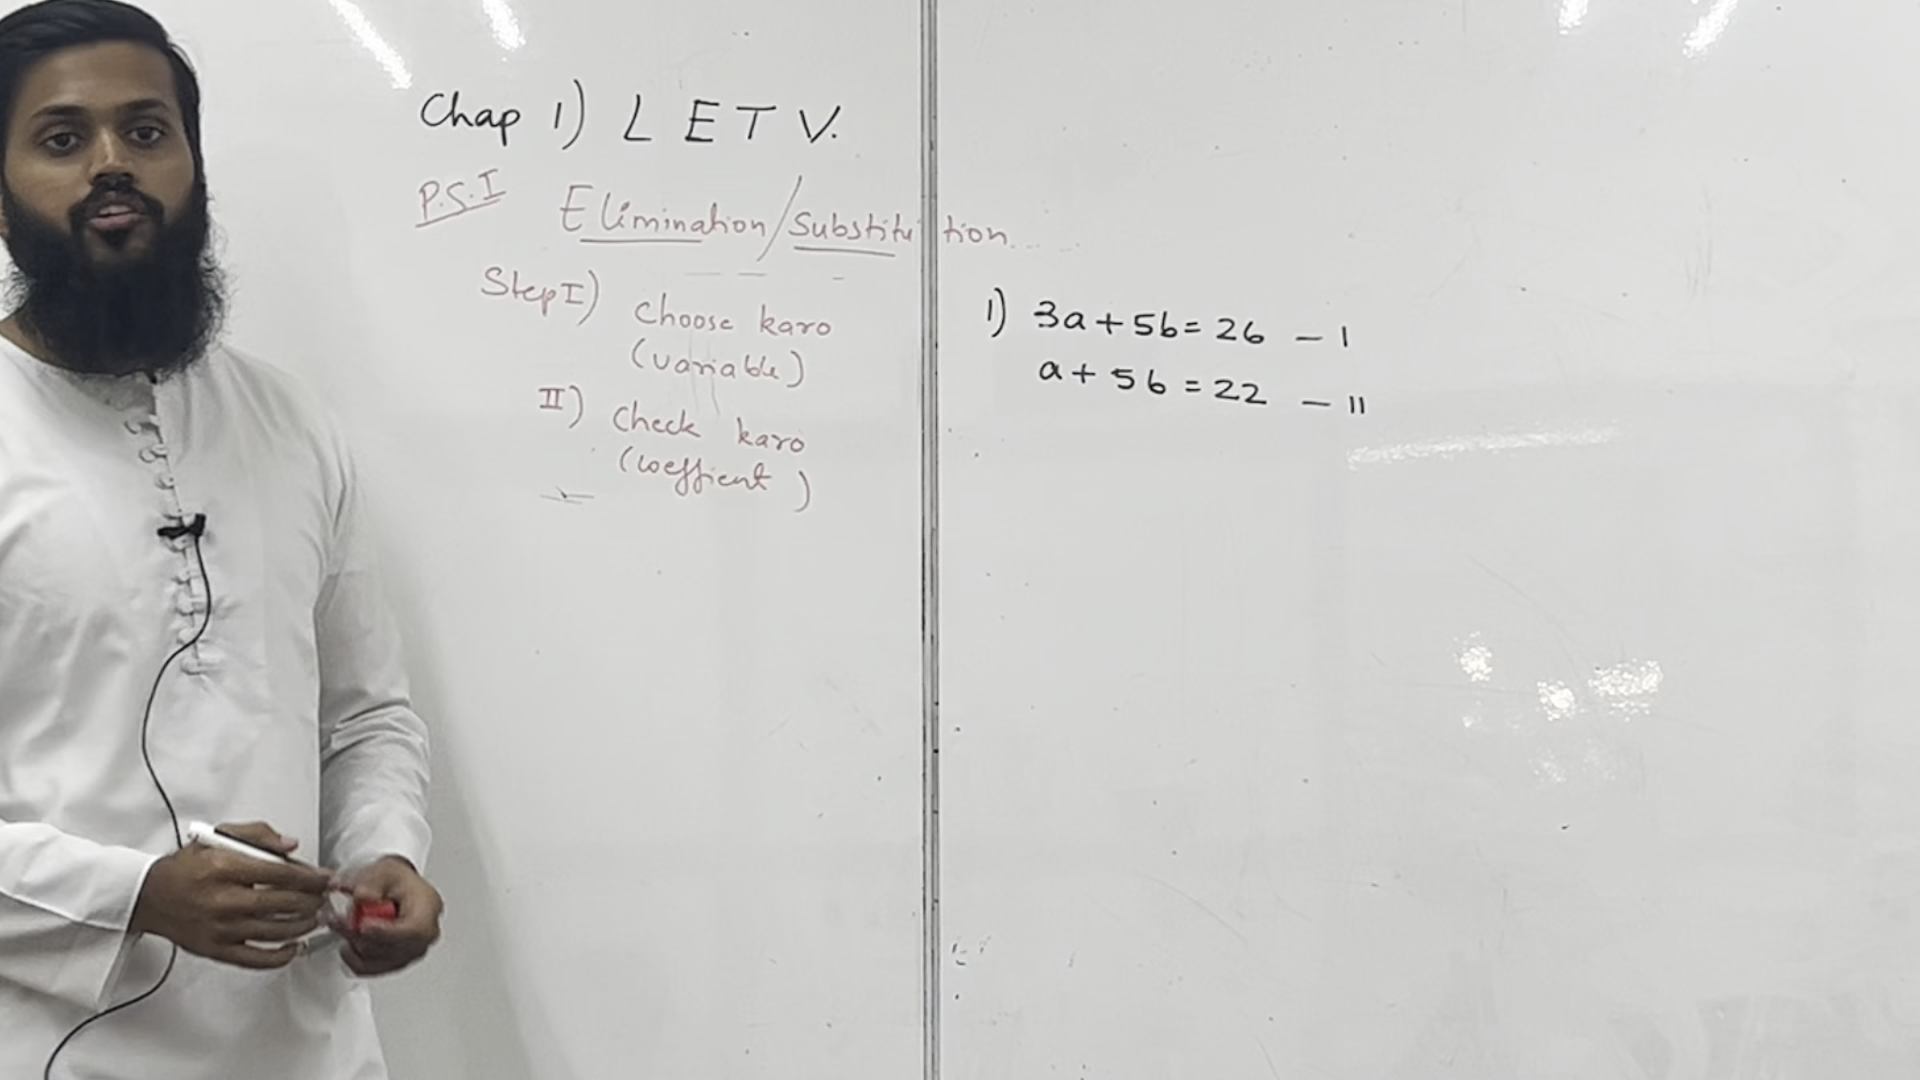 Chap 1) L E T V.
P.S.I Elimination/Substitution
Step I) choose karo
(variable)
II) check karo
(coeffient)
1) 3a + 5b = 26 — I
a + 5b = 22 — II